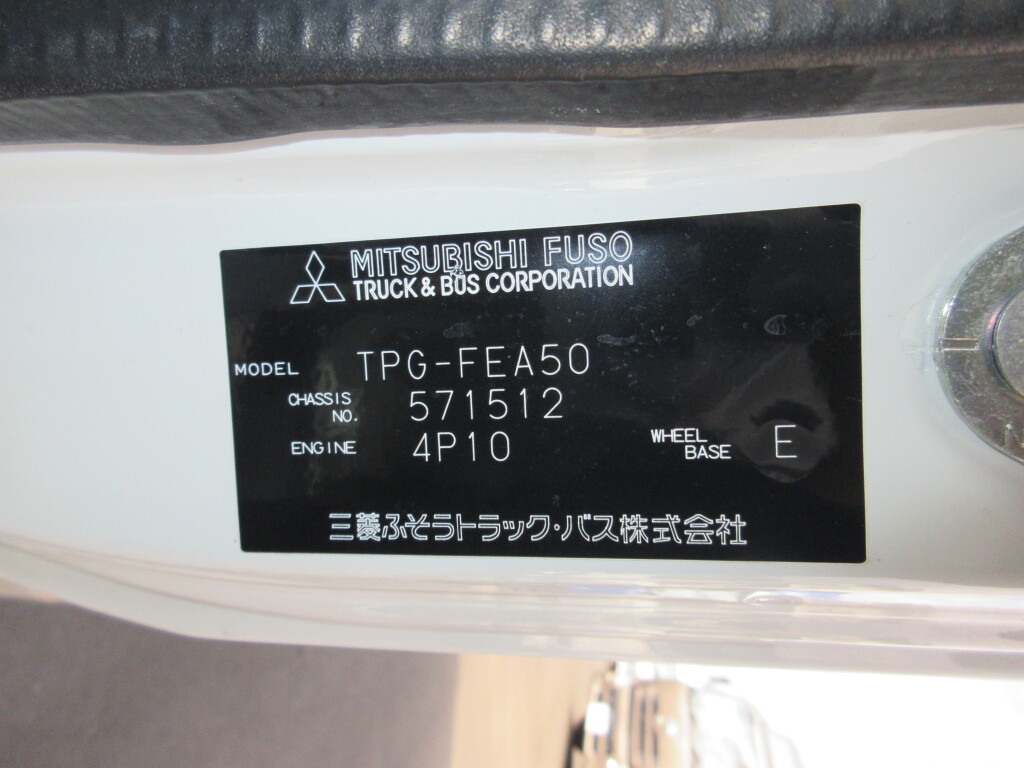 MITSUBISHI FUSO
TRUCK & BUS CORPORATION
MODEL TPG-FEA50
CHASSIS NO. 571512
ENGINE 4P10 WHEEL BASE E
三菱ふそうトラック・バス株式会社